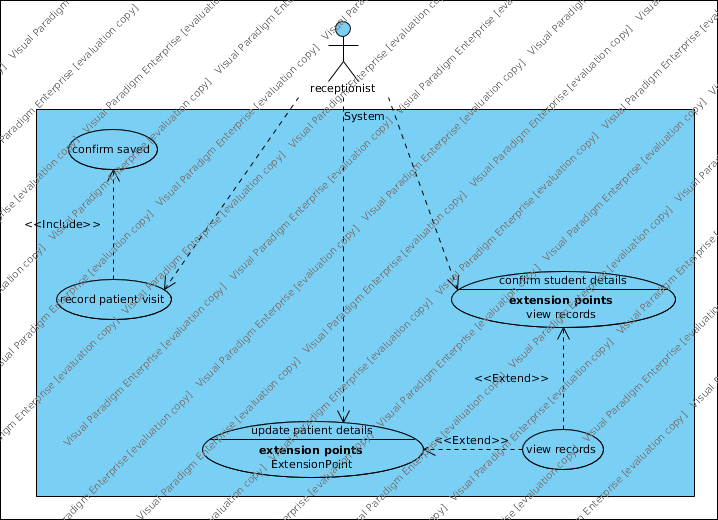 receptionist
System
confirm saved
<<Include>>
record patient visit
confirm student details
extension points
view records
<<Extend>>
update patient details
extension points
ExtensionPoint
<<Extend>>
view records
Visual Paradigm Enterprise [evaluation copy]